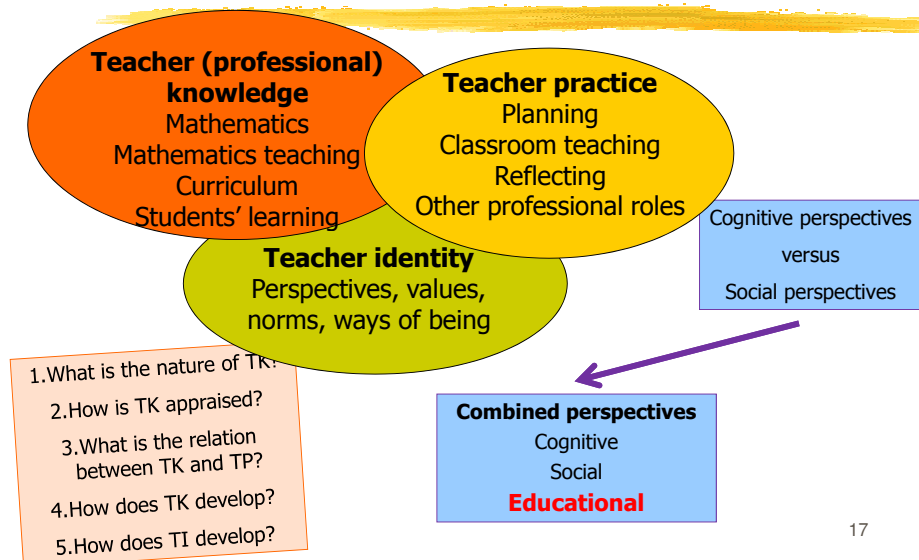 Teacher (professional)
knowledge
Mathematics
Mathematics teaching
Curriculum
Students’ learning
Teacher practice
Planning
Classroom teaching
Reflecting
Other professional roles
Teacher identity
Perspectives, values,
norms, ways of being
Cognitive perspectives
versus
Social perspectives
1.What is the nature of TK?
2.How is TK appraised?
3.What is the relation
between TK and TP?
4.How does TK develop?
5.How does TI develop?
Combined perspectives
Cognitive
Social
Educational
17